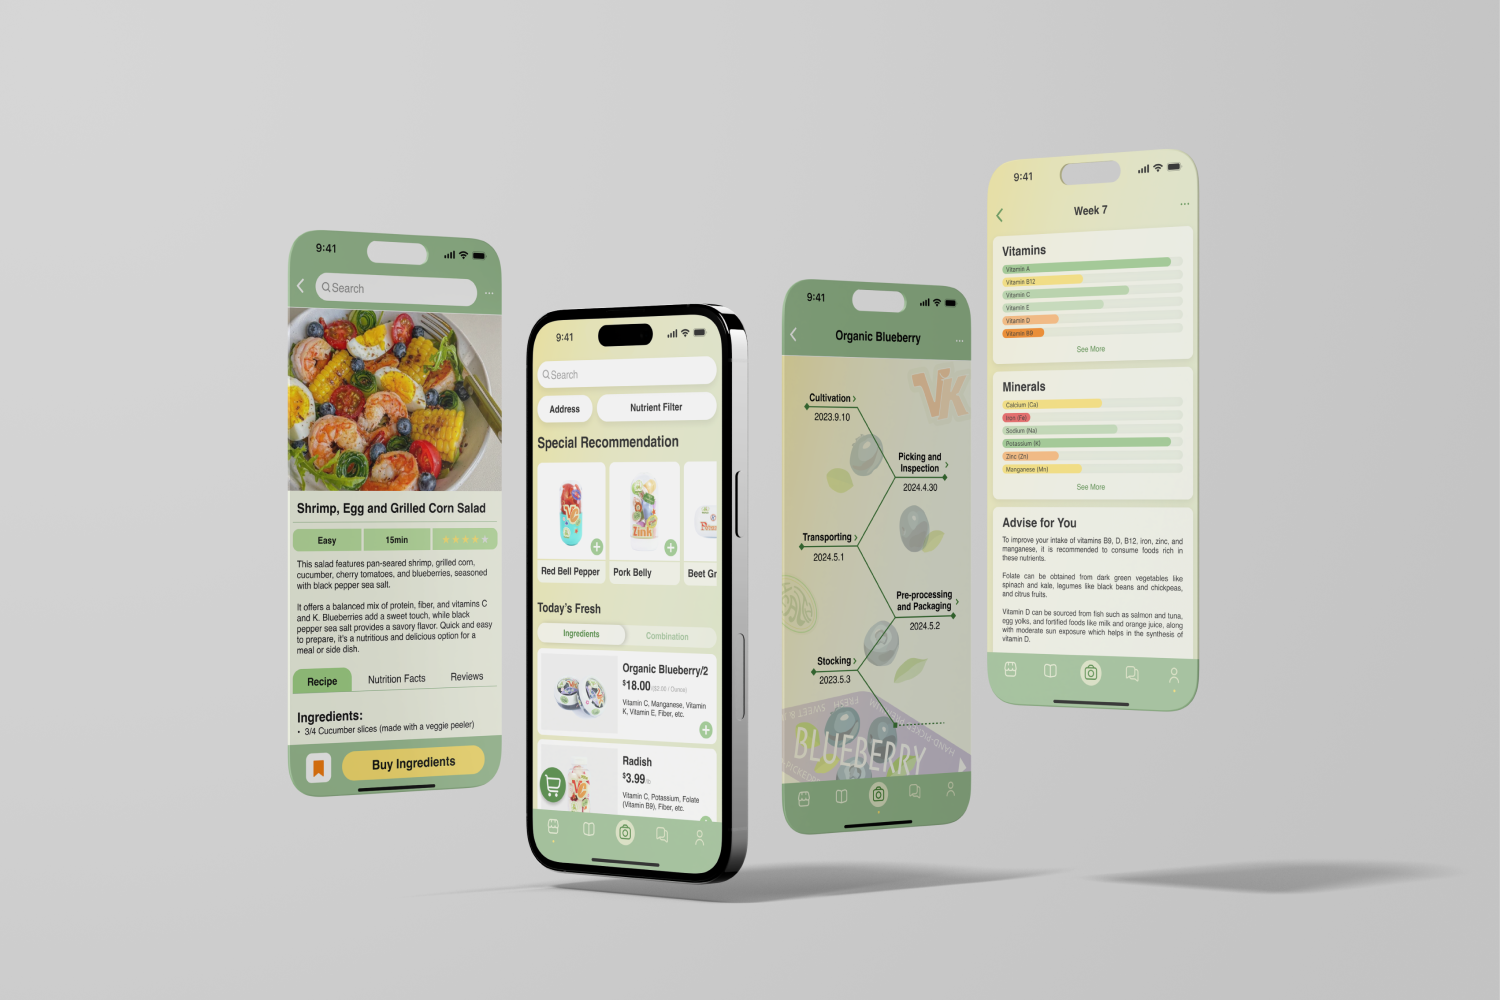 9:41
Search
Shrimp, Egg and Grilled Corn Salad
Easy
15min
This salad features pan-seared shrimp, grilled corn,
cucumber, cherry tomatoes, and blueberries, seasoned
with black pepper sea salt.
It offers a balanced mix of protein, fiber, and vitamins C
and K. Blueberries add a sweet touch, while black
pepper sea salt provides a savory flavor. Quick and easy
to prepare, it's a nutritious and delicious option for a
meal or side dish.
Recipe
Nutrition Facts
Reviews
Ingredients:
• 3/4 Cucumber slices (made with a veggie peeler)
Buy Ingredients
9:41
Search
Address
Nutrient Filter
Special Recommendation
Zink
Red Bell Pepper
Pork Belly
Beet Gr
Today's Fresh
Ingredients
Combination
Organic Blueberry/2
$18.00
Vitamin C, Manganese, Vitamin
K, Vitamin E, Fiber, etc.
Radish
$3.99
Vitamin C, Potassium, Folate
(Vitamin B9), Fiber, etc.
9:41
Organic Blueberry
VK
Cultivation
2023.9.10
Picking and
Inspection
2024.4.30
Transporting
2024.5.1
Pre-processing
and Packaging
2024.5.2
Stocking
2023.5.3
SWEET &
FRESH
HAND-PICKED
BLUEBERRY
9:41
Week 7
Vitamins
Vitamin A
Vitamin B12
Vitamin C
Vitamin E
Vitamin D
Vitamin B9
See More
Minerals
Calcium (Ca)
Iron (Fe)
Sodium (Na)
Potassium (K)
Zinc (Zn)
Manganese (Mn)
See More
Advise for You
To improve your intake of vitamins B9, D, B12, iron, zinc, and
manganese, it is recommended to consume foods rich in
these nutrients.
Folate can be obtained from dark green vegetables like
spinach and kale, legumes like black beans and chickpeas,
and citrus fruits.
Vitamin D can be sourced from fish such as salmon and tuna,
egg yolks, and fortified foods like milk and orange juice, along
with moderate sun exposure which helps in the synthesis of
vitamin D.